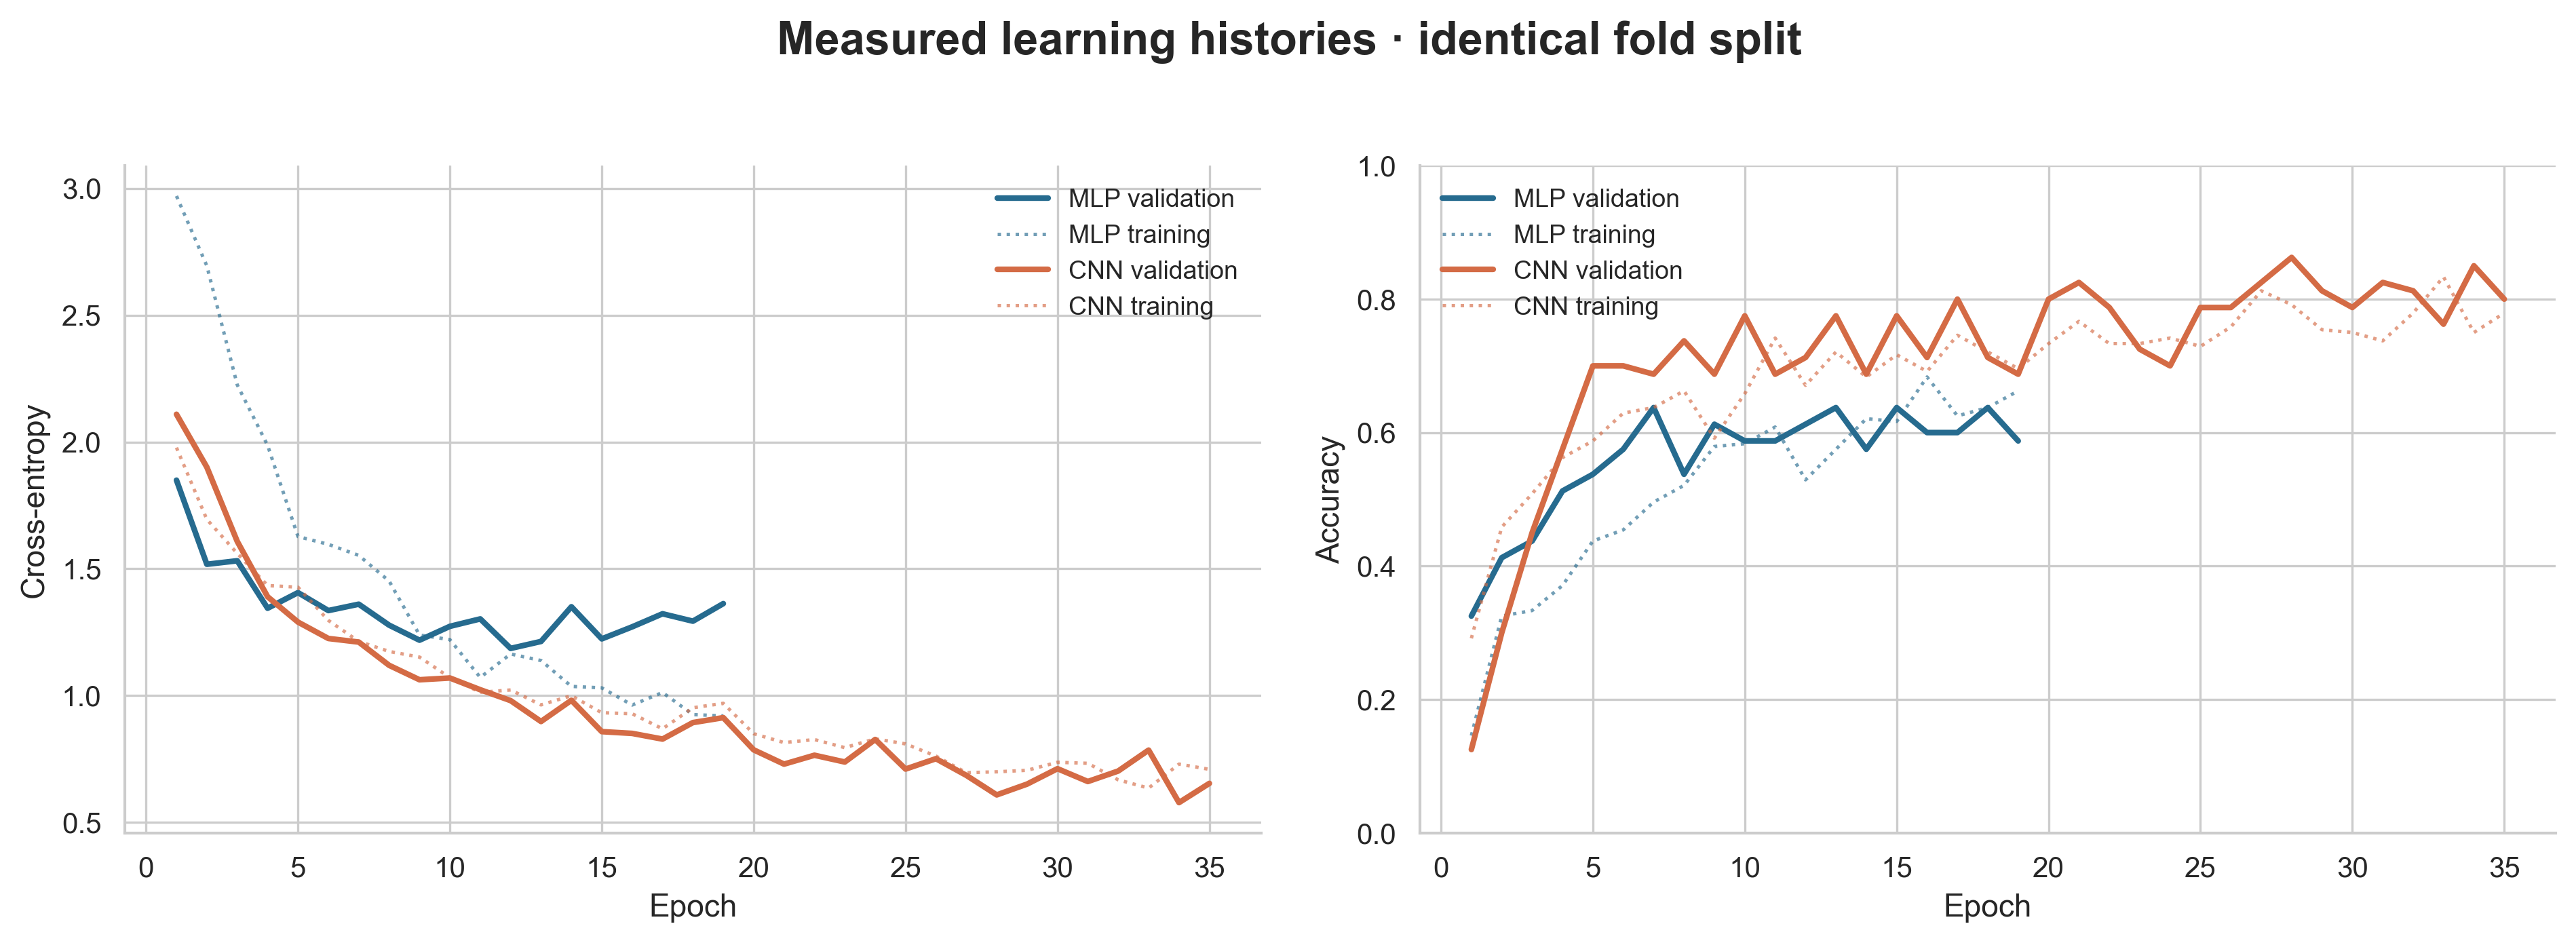 Measured learning histories · identical fold split
3.0
2.5
2.0
1.5
1.0
0.5
Cross-entropy
MLP validation
MLP training
CNN validation
CNN training
0 5 10 15 20 25 30 35
Epoch
1.0
0.8
0.6
0.4
0.2
0.0
Accuracy
MLP validation
MLP training
CNN validation
CNN training
0 5 10 15 20 25 30 35
Epoch